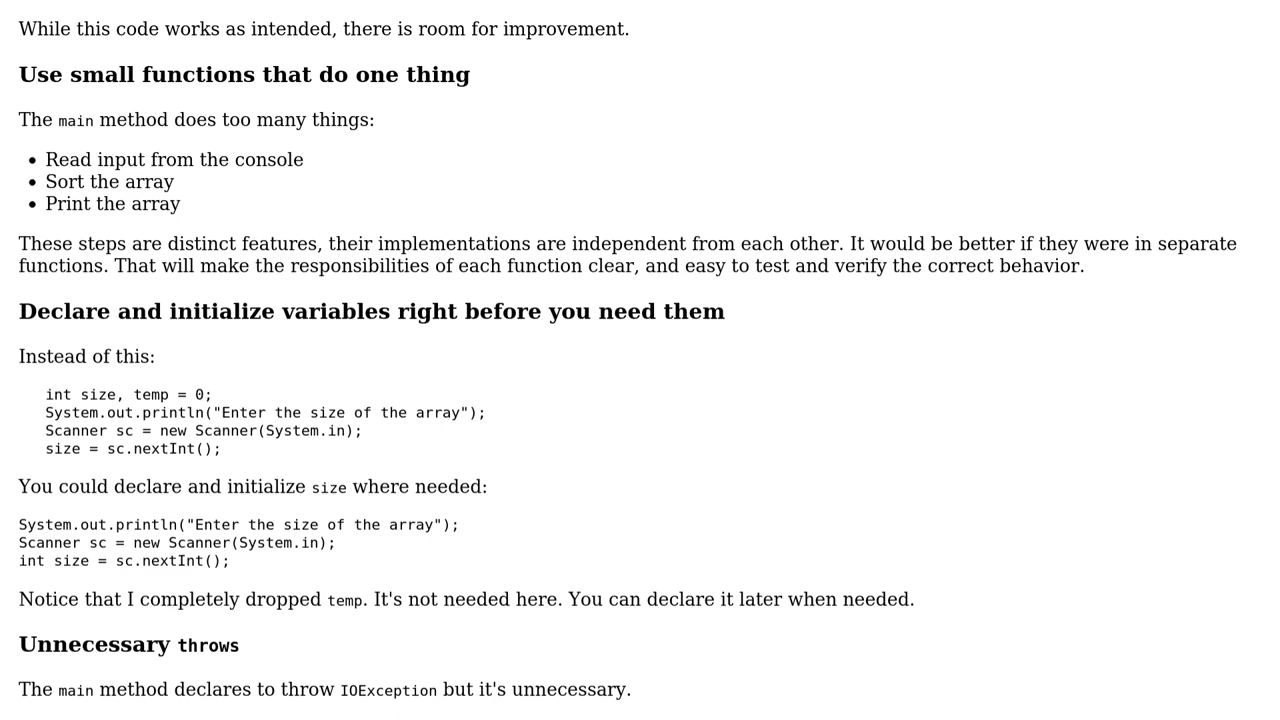 While this code works as intended, there is room for improvement.
Use small functions that do one thing
The main method does too many things:
• Read input from the console
• Sort the array
• Print the array
These steps are distinct features, their implementations are independent from each other. It would be better if they were in separate
functions. That will make the responsibilities of each function clear, and easy to test and verify the correct behavior.
Declare and initialize variables right before you need them
Instead of this:
int size, temp = 0;
System.out.println("Enter the size of the array");
Scanner sc = new Scanner(System.in);
size = sc.nextInt();
You could declare and initialize size where needed:
System.out.println("Enter the size of the array");
Scanner sc = new Scanner(System.in);
int size = sc.nextInt();
Notice that I completely dropped temp. It's not needed here. You can declare it later when needed.
Unnecessary throws
The main method declares to throw IOException but it's unnecessary.